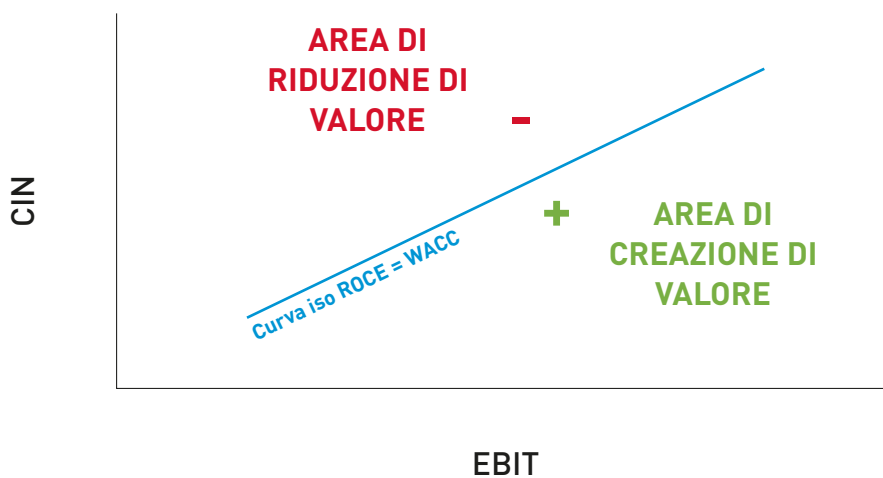 AREA DI
RIDUZIONE DI
VALORE
-
CIN
+
AREA DI
CREAZIONE DI
VALORE
Curva iso ROCE = WACC
EBIT